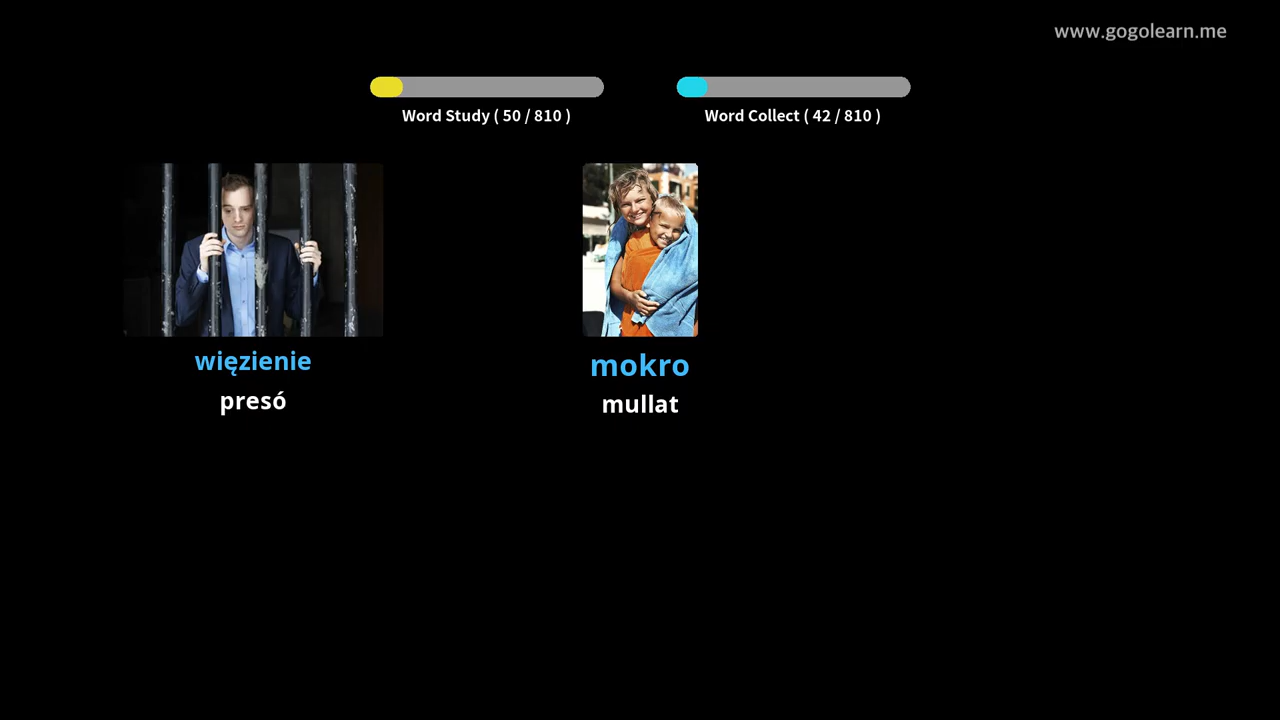 www.gogolearn.me
Word Study ( 50 / 810 )
Word Collect ( 42 / 810 )
więzienie
presó
mokro
mullat